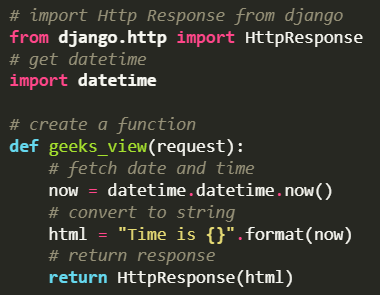 # import Http Response from django
from django.http import HttpResponse
# get datetime
import datetime

# create a function
def geeks_view(request):
    # fetch date and time
    now = datetime.datetime.now()
    # convert to string
    html = "Time is {}".format(now)
    # return response
    return HttpResponse(html)